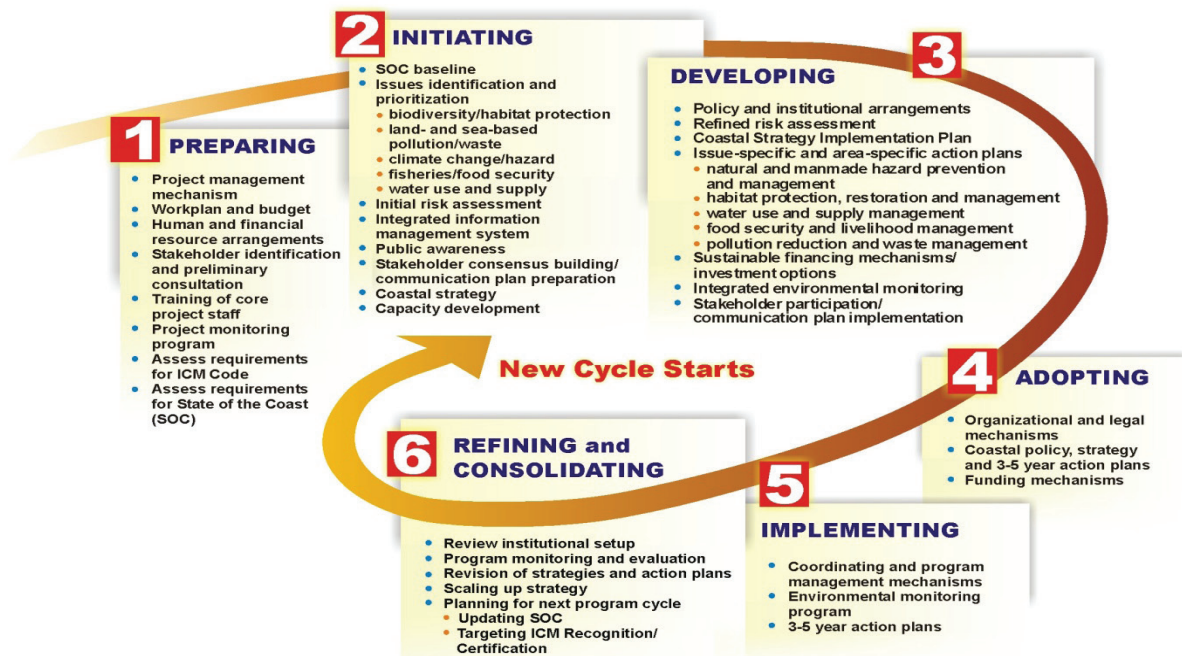 1 PREPARING
Project management
mechanism
Workplan and budget
Human and financial
resource arrangements
Stakeholder identification
and preliminary
consultation
Training of core
project staff
Project monitoring
program
Assess requirements
for ICM Code
Assess requirements
for State of the Coast
(SOC)
2 INITIATING
SOC baseline
Issues identification and
prioritization
biodiversity/habitat protection
land- and sea-based
pollution/waste
climate change/hazard
fisheries/food security
water use and supply
Initial risk assessment
Integrated information
management system
Public awareness
Stakeholder consensus building/
communication plan preparation
Coastal strategy
Capacity development
3
DEVELOPING
Policy and institutional arrangements
Refined risk assessment
Coastal Strategy Implementation Plan
Issue-specific and area-specific action plans
natural and manmade hazard prevention
and management
habitat protection, restoration and management
water use and supply management
food security and livelihood management
pollution reduction and waste management
Sustainable financing mechanisms/
investment options
Integrated environmental monitoring
Stakeholder participation/
communication plan implementation
4 ADOPTING
Organizational and legal
mechanisms
Coastal policy, strategy
and 3-5 year action plans
Funding mechanisms
5
IMPLEMENTING
Coordinating and program
management mechanisms
Environmental monitoring
program
3-5 year action plans
6 REFINING and
CONSOLIDATING
Review institutional setup
Program monitoring and evaluation
Revision of strategies and action plans
Scaling up strategy
Planning for next program cycle
Updating SOC
Targeting ICM Recognition/
Certification
New Cycle Starts